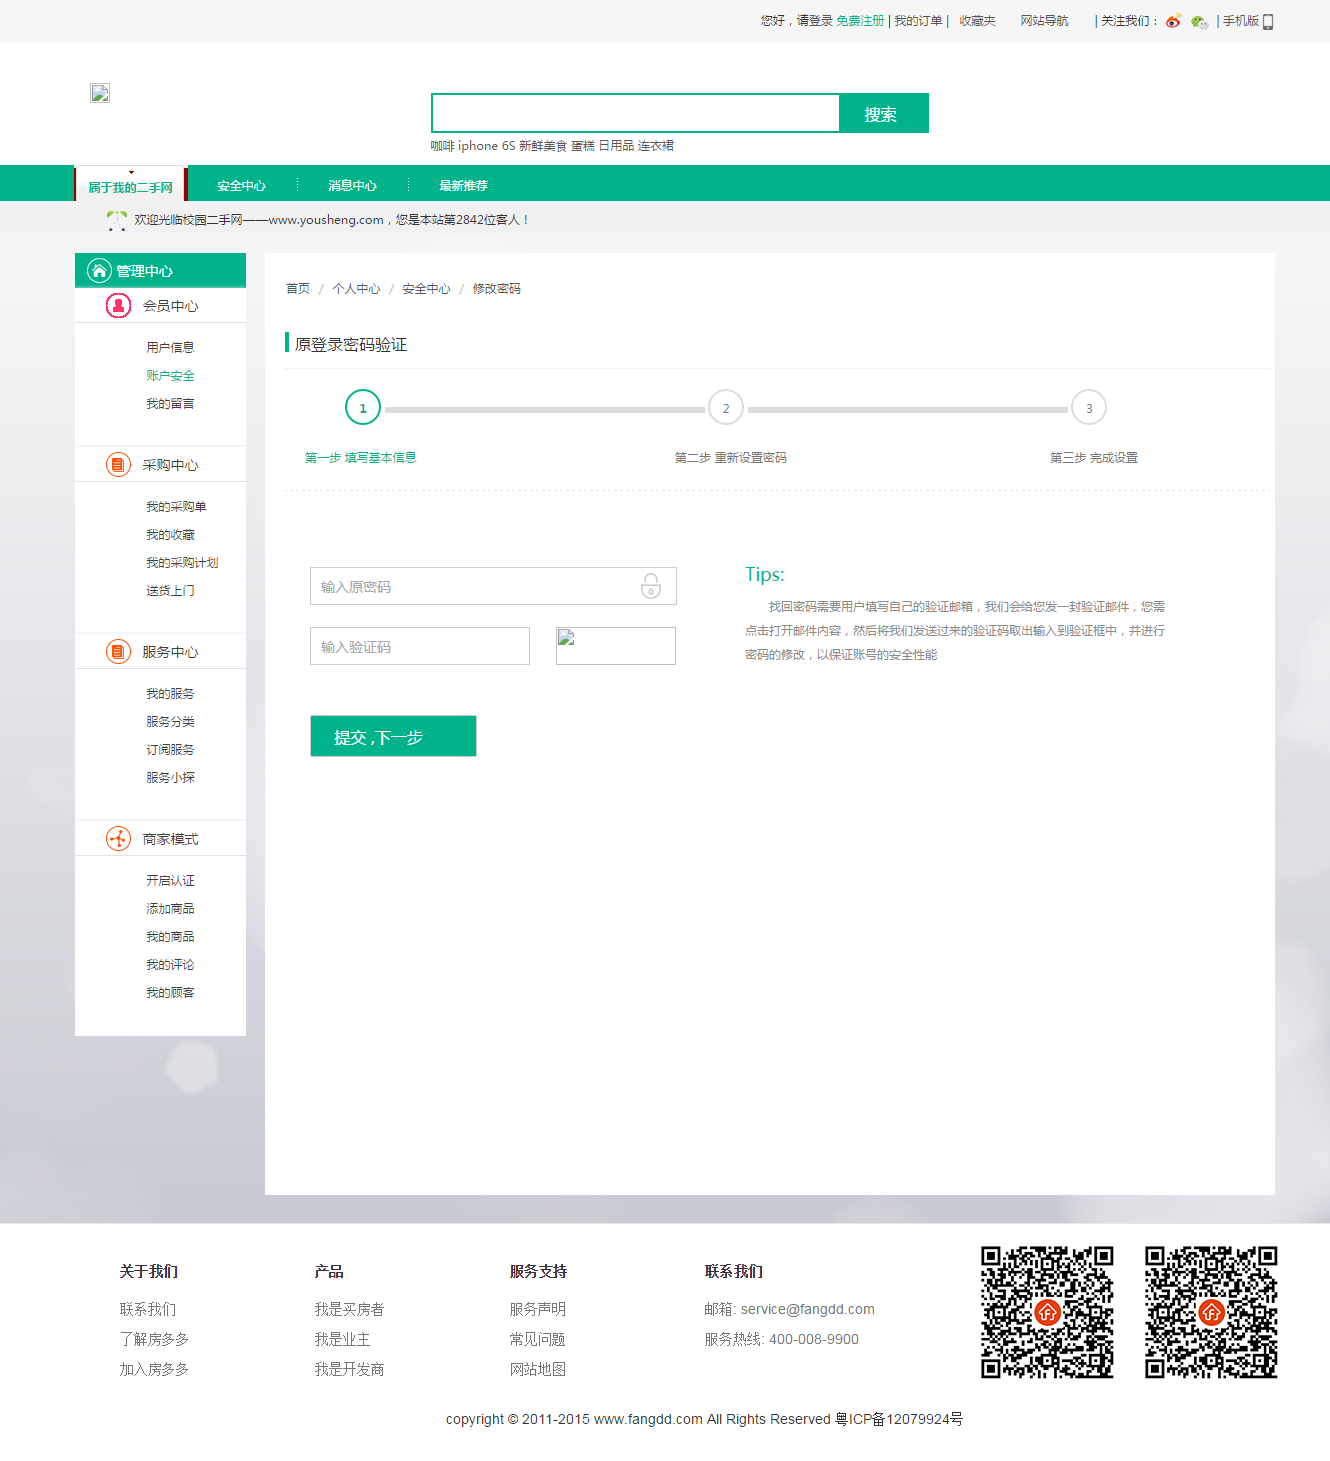 您好，请登录 免费注册 | 我的订单 | 收藏夹 网站导航 | 关注我们： | 手机版
搜索
咖啡 iphone 6S 新鲜美食 蛋糕 日用品 连衣裙
属于我的二手网 安全中心 消息中心 最新推荐
欢迎光临校园二手网——www.yousheng.com，您是本站第2842位客人！
管理中心
会员中心
用户信息
账户安全
我的留言
采购中心
我的采购单
我的收藏
我的采购计划
送货上门
服务中心
我的服务
服务分类
订阅服务
服务小探
商家模式
开启认证
添加商品
我的商品
我的评论
我的顾客
首页 / 个人中心 / 安全中心 / 修改密码
原登录密码验证
1 2 3
第一步 填写基本信息 第二步 重新设置密码 第三步 完成设置
输入原密码
输入验证码
提交 ,下一步
Tips:
找回密码需要用户填写自己的验证邮箱，我们会给您发一封验证邮件，您需
点击打开邮件内容，然后将我们发送过来的验证码取出输入到验证框中，并进行
密码的修改，以保证账号的安全性能
关于我们
联系我们
了解房多多
加入房多多
产品
我是买房者
我是业主
我是开发商
服务支持
服务声明
常见问题
网站地图
联系我们
邮箱: service@fangdd.com
服务热线: 400-008-9900
copyright © 2011-2015 www.fangdd.com All Rights Reserved 粤ICP备12079924号